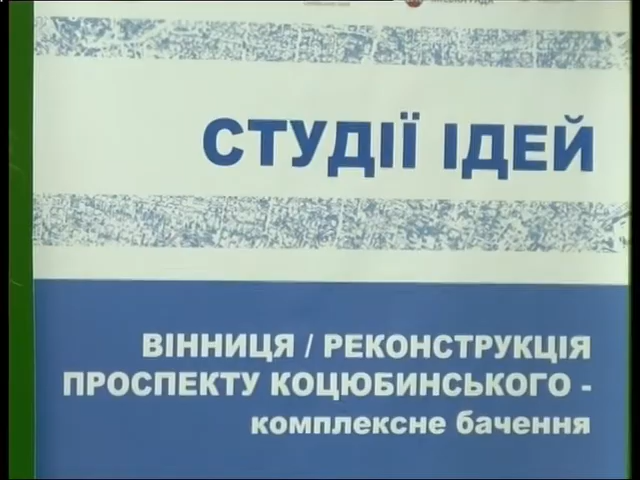 СТУДІЇ ІДЕЙ
ВІННИЦЯ / РЕКОНСТРУКЦІЯ
ПРОСПЕКТУ КОЦЮБИНСЬКОГО -
комплексне бачення